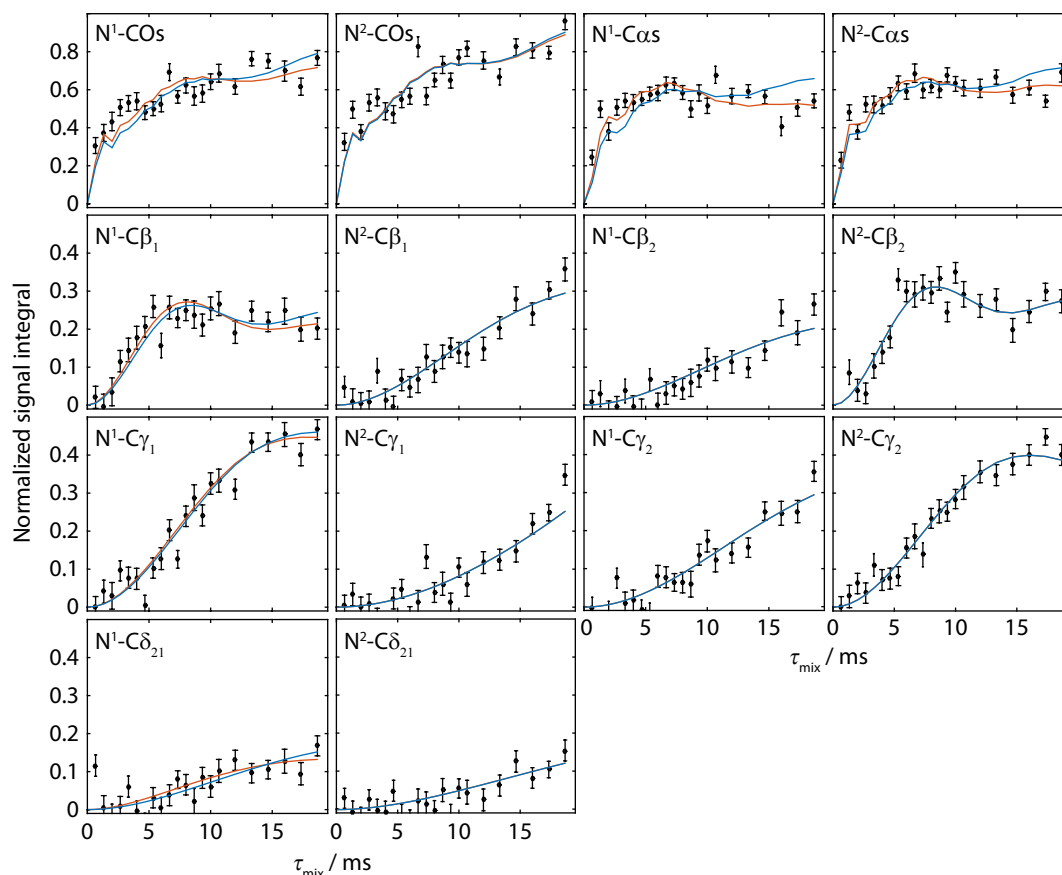 N¹-COs N²-COs N¹-Cαs N²-Cαs
0.8
0.6
0.4
0.2
0
N¹-Cβ₁ N²-Cβ₁ N¹-Cβ₂ N²-Cβ₂
0.4
0.3
0.2
0.1
0
Normalized signal integral
N¹-Cγ₁ N²-Cγ₁ N¹-Cγ₂ N²-Cγ₂
0.4
0.3
0.2
0.1
0
0 5 10 15 0 5 10 15
τmix / ms
N¹-Cδ₂₁ N²-Cδ₂₁
0.4
0.3
0.2
0.1
0
0 5 10 15 0 5 10 15
τmix / ms